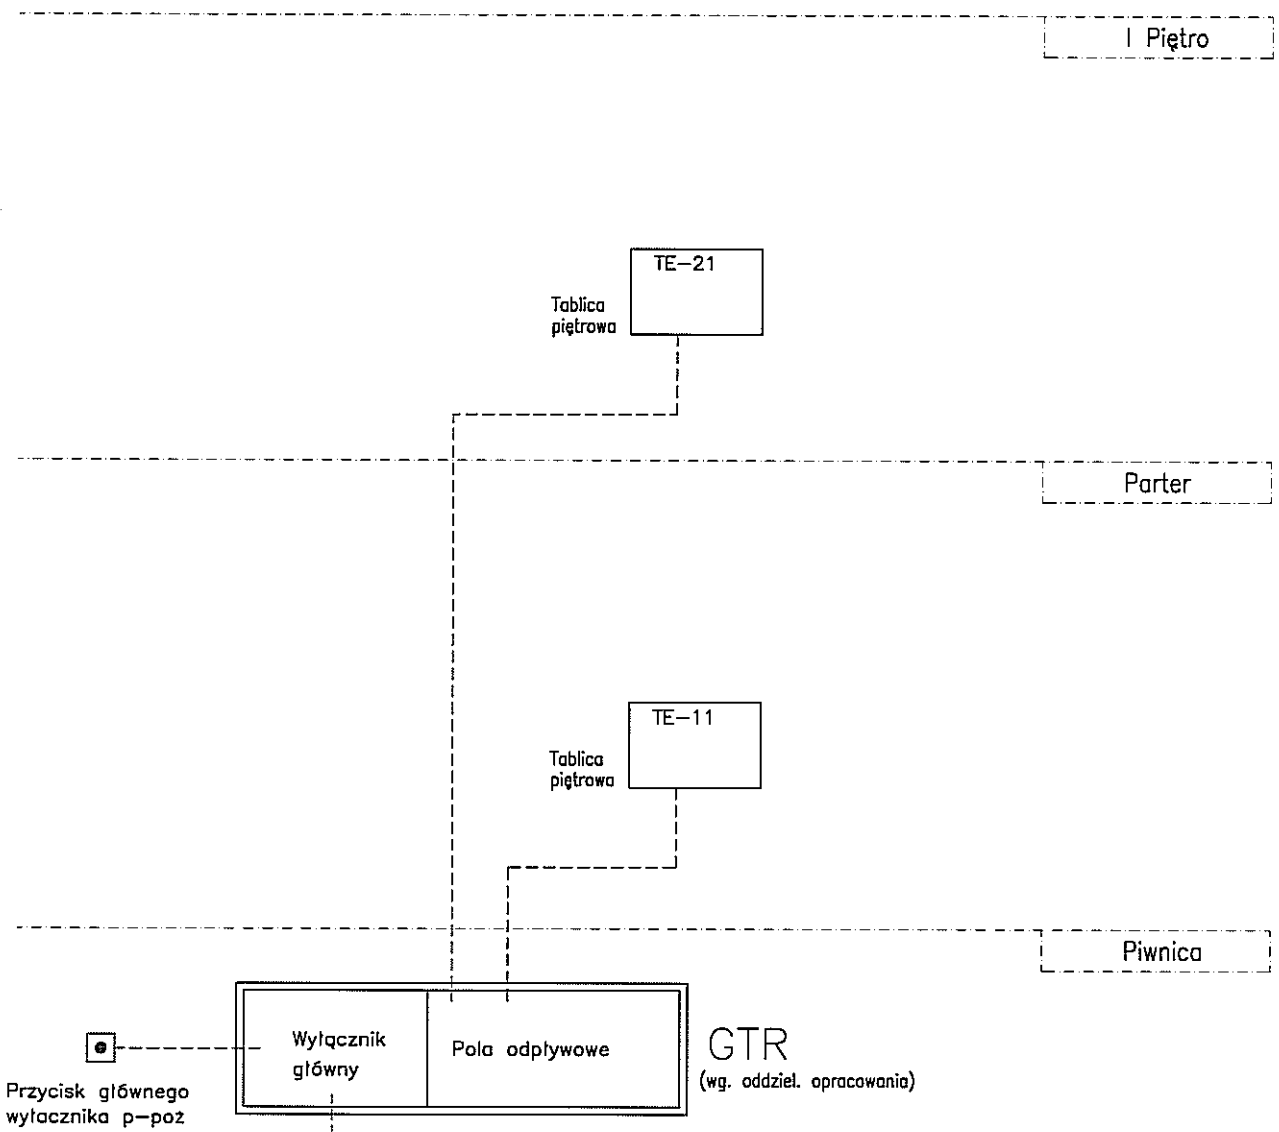 I Piętro
TE-21
Tablica
piętrowa
Parter
TE-11
Tablica
piętrowa
Piwnica
Wyłącznik
główny
Pola odpływowe
GTR
(wg. oddziel. opracowania)
Przycisk głównego
wyłacznika p-poż